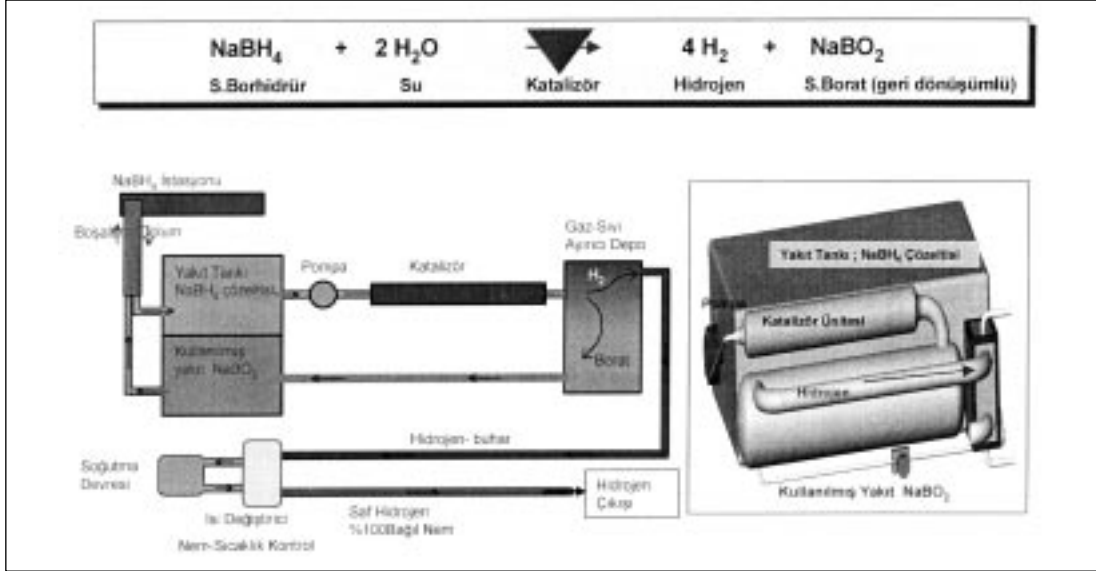 NaBH₄ + 2 H₂O 4 H₂ + NaBO₂
S.Borhidrür Su Katalizör Hidrojen S.Borat (geri dönüşümlü)
NaBH₄ İstasyonu
Yakıt Tankı
NaBH₄ çözeltisi
Pompa
Katalizör
Gaz-Sıvı
Ayırıcı Depo
H₂
Borat
Kullanılmış
yakıt NaBO₂
Hidrojen- buhar
Soğutma
Devresi
Isı Değiştirici
Nem-Sıcaklık Kontrol
Saf Hidrojen
%100Bağıl Nem
Hidrojen
Çıkışı
Yakıt Tankı ; NaBH₄ Çözeltisi
Pompa
Katalizör Ünitesi
Hidrojen
Kullanılmış Yakıt NaBO₂